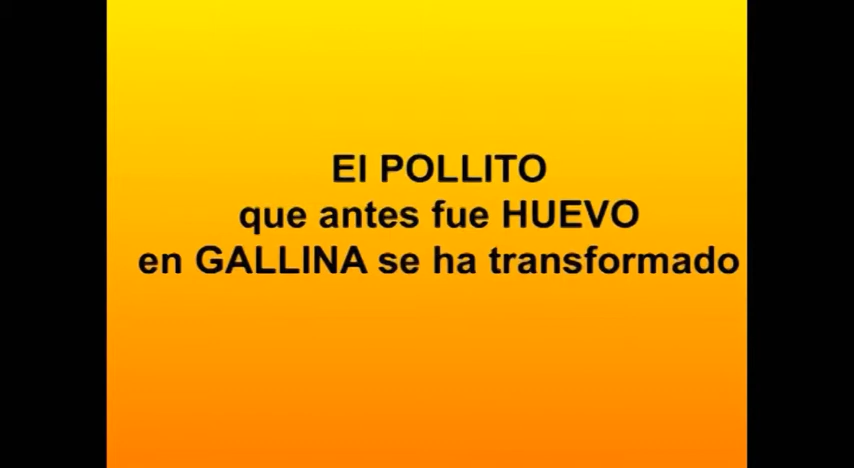 El POLLITO
que antes fue HUEVO
en GALLINA se ha transformado